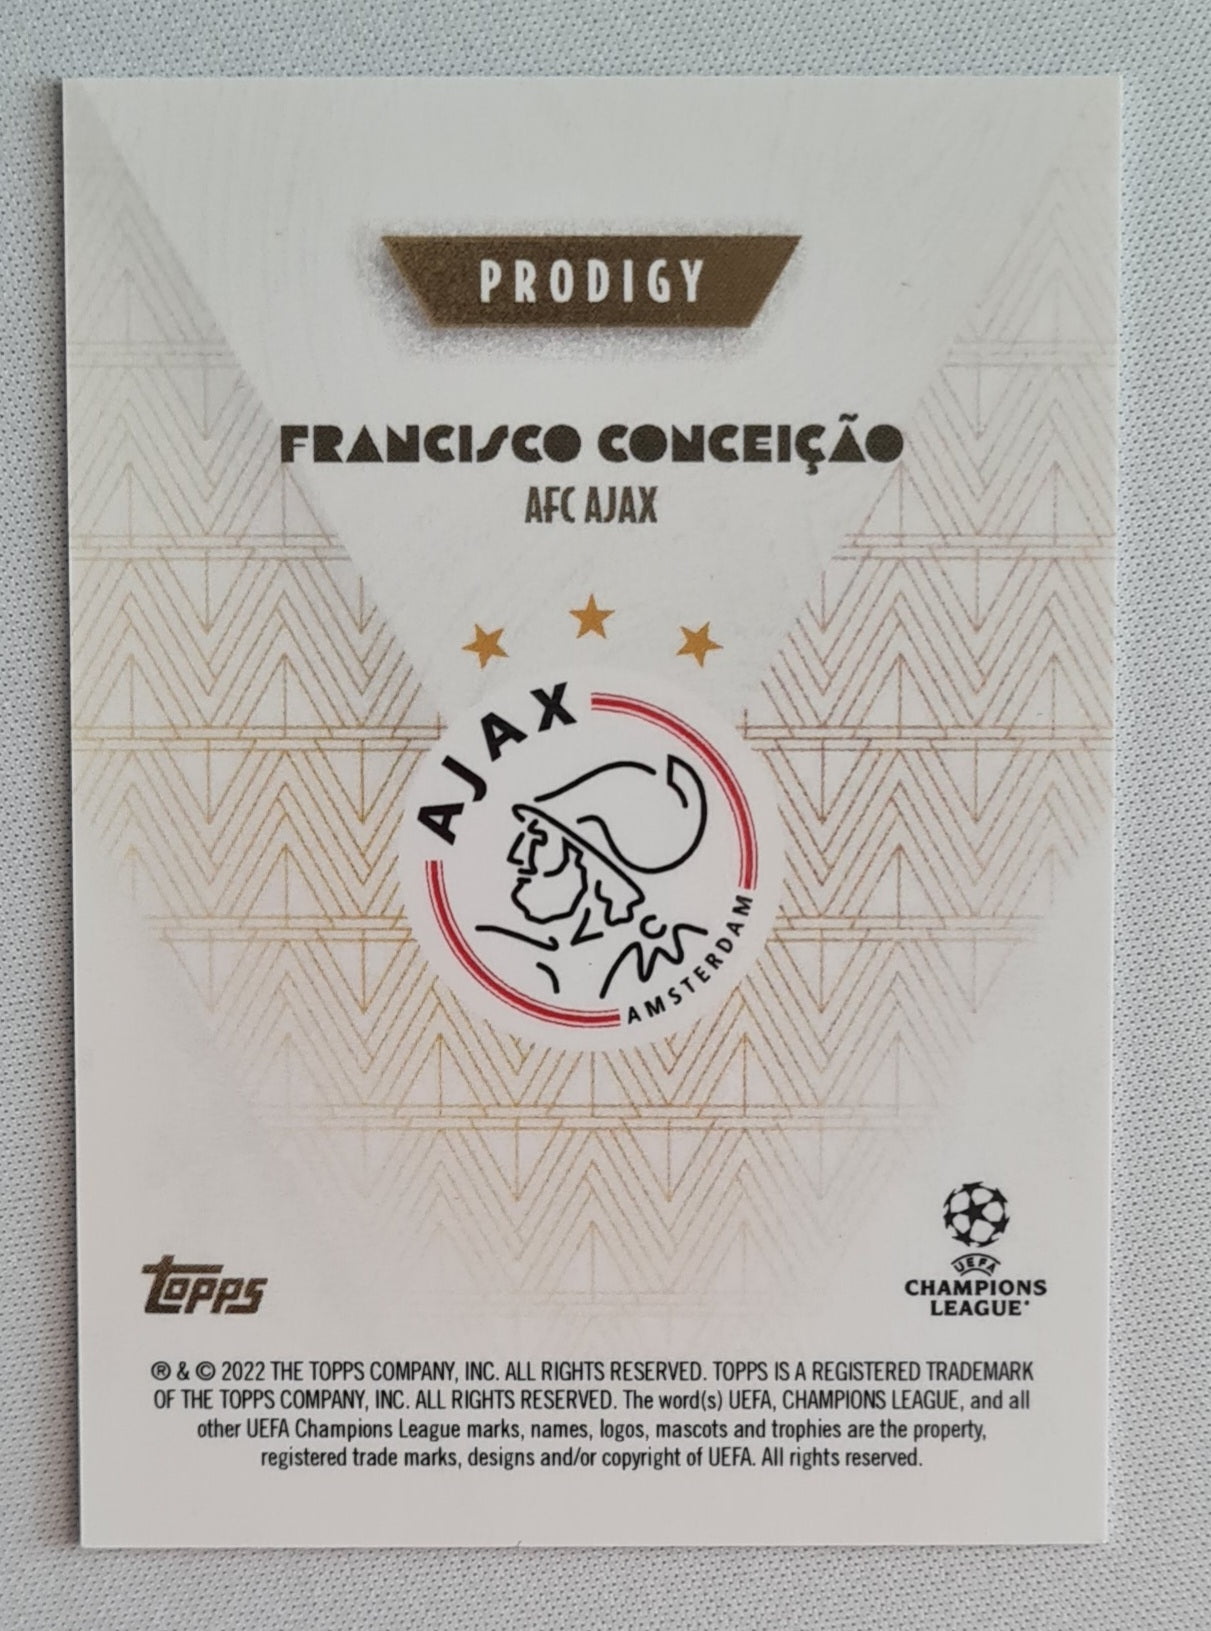 PRODIGY
FRANCISCO CONCEIÇÃO
AFC AJAX
AJAX
AMSTERDAM
TOPPS
UEFA
CHAMPIONS
LEAGUE®
® & © 2022 THE TOPPS COMPANY, INC. ALL RIGHTS RESERVED. TOPPS IS A REGISTERED TRADEMARK
OF THE TOPPS COMPANY, INC. ALL RIGHTS RESERVED. The word(s) UEFA, CHAMPIONS LEAGUE, and all
other UEFA Champions League marks, names, logos, mascots and trophies are the property,
registered trade marks, designs and/or copyright of UEFA. All rights reserved.